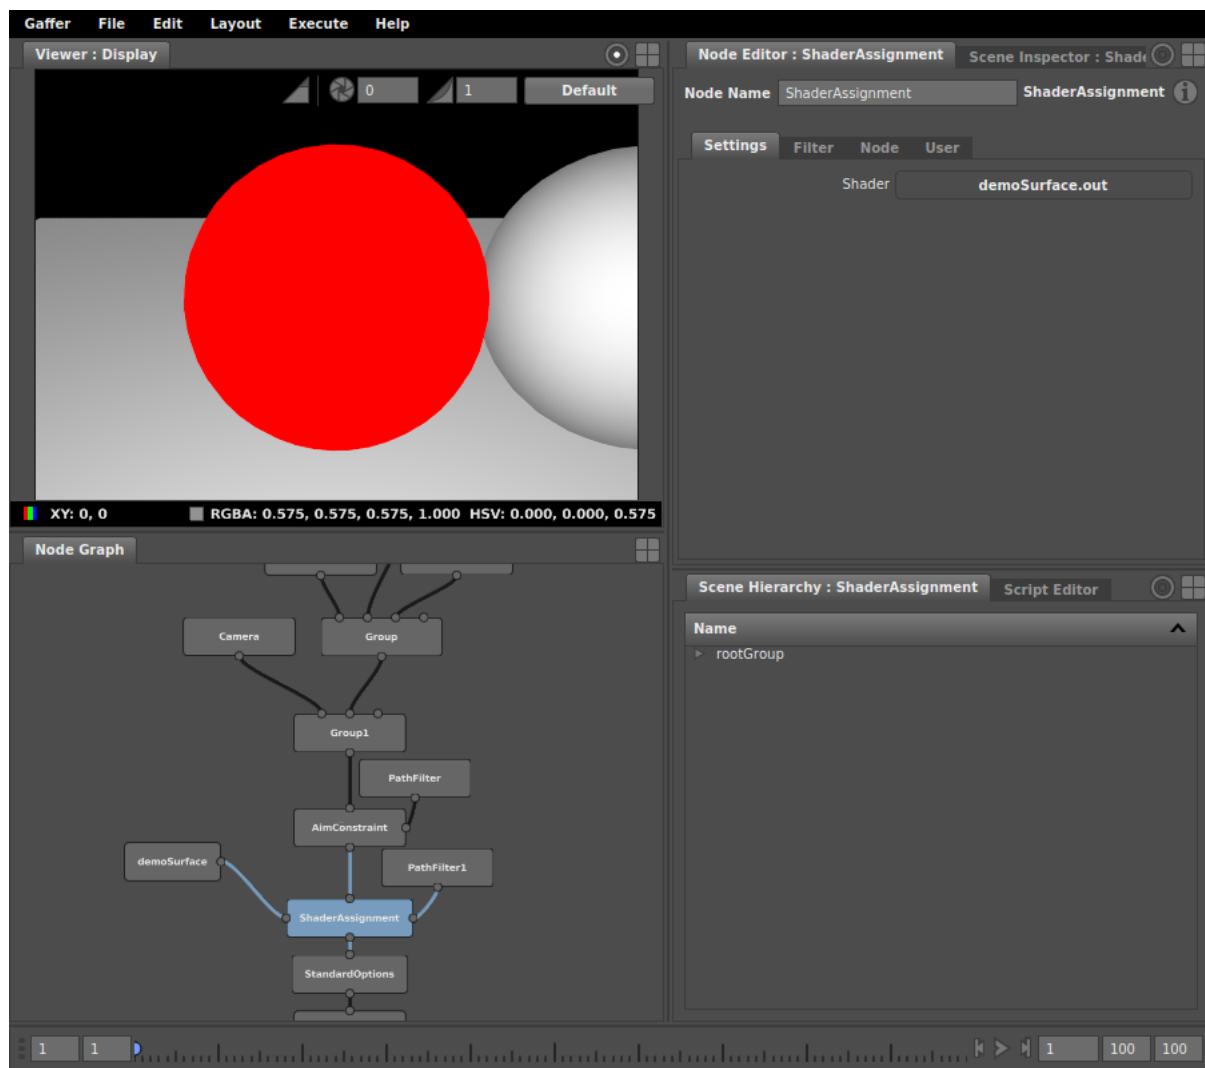 Gaffer File Edit Layout Execute Help
Viewer : Display
0 1 Default
XY: 0, 0 RGBA: 0.575, 0.575, 0.575, 1.000 HSV: 0.000, 0.000, 0.575
Node Graph
Camera Group
Group1
PathFilter
AimConstraint
demoSurface PathFilter1
ShaderAssignment
StandardOptions
Node Editor : ShaderAssignment Scene Inspector : Shade
Node Name ShaderAssignment ShaderAssignment
Settings Filter Node User
Shader demoSurface.out
Scene Hierarchy : ShaderAssignment Script Editor
Name
rootGroup
1 1 1 100 100